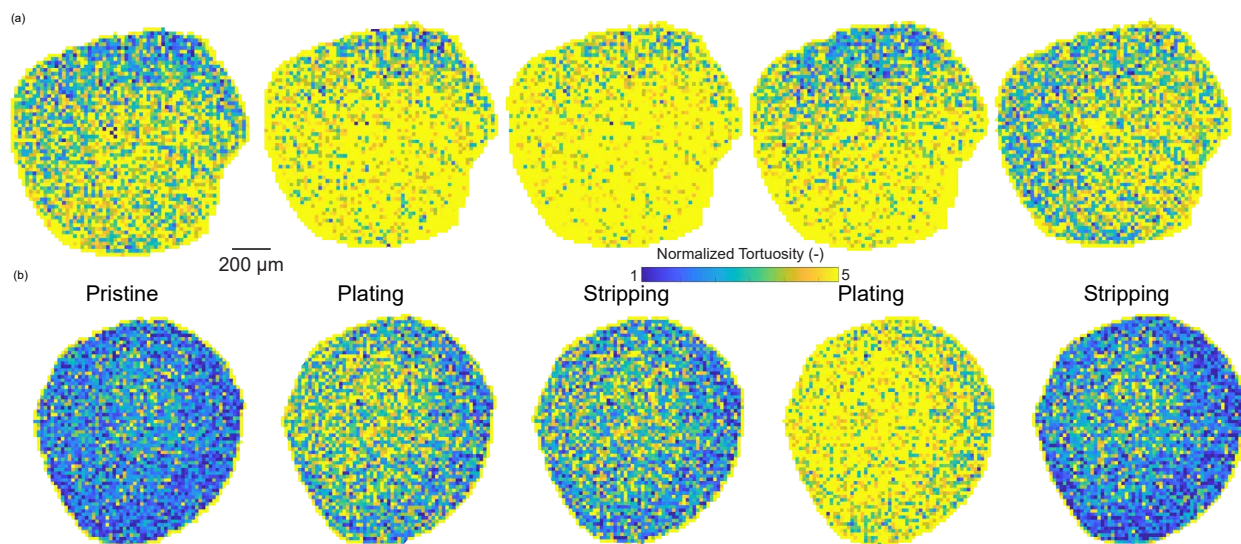 (a)
200 μm
Normalized Tortuosity (-)
1 5
(b)
Pristine Plating Stripping Plating Stripping